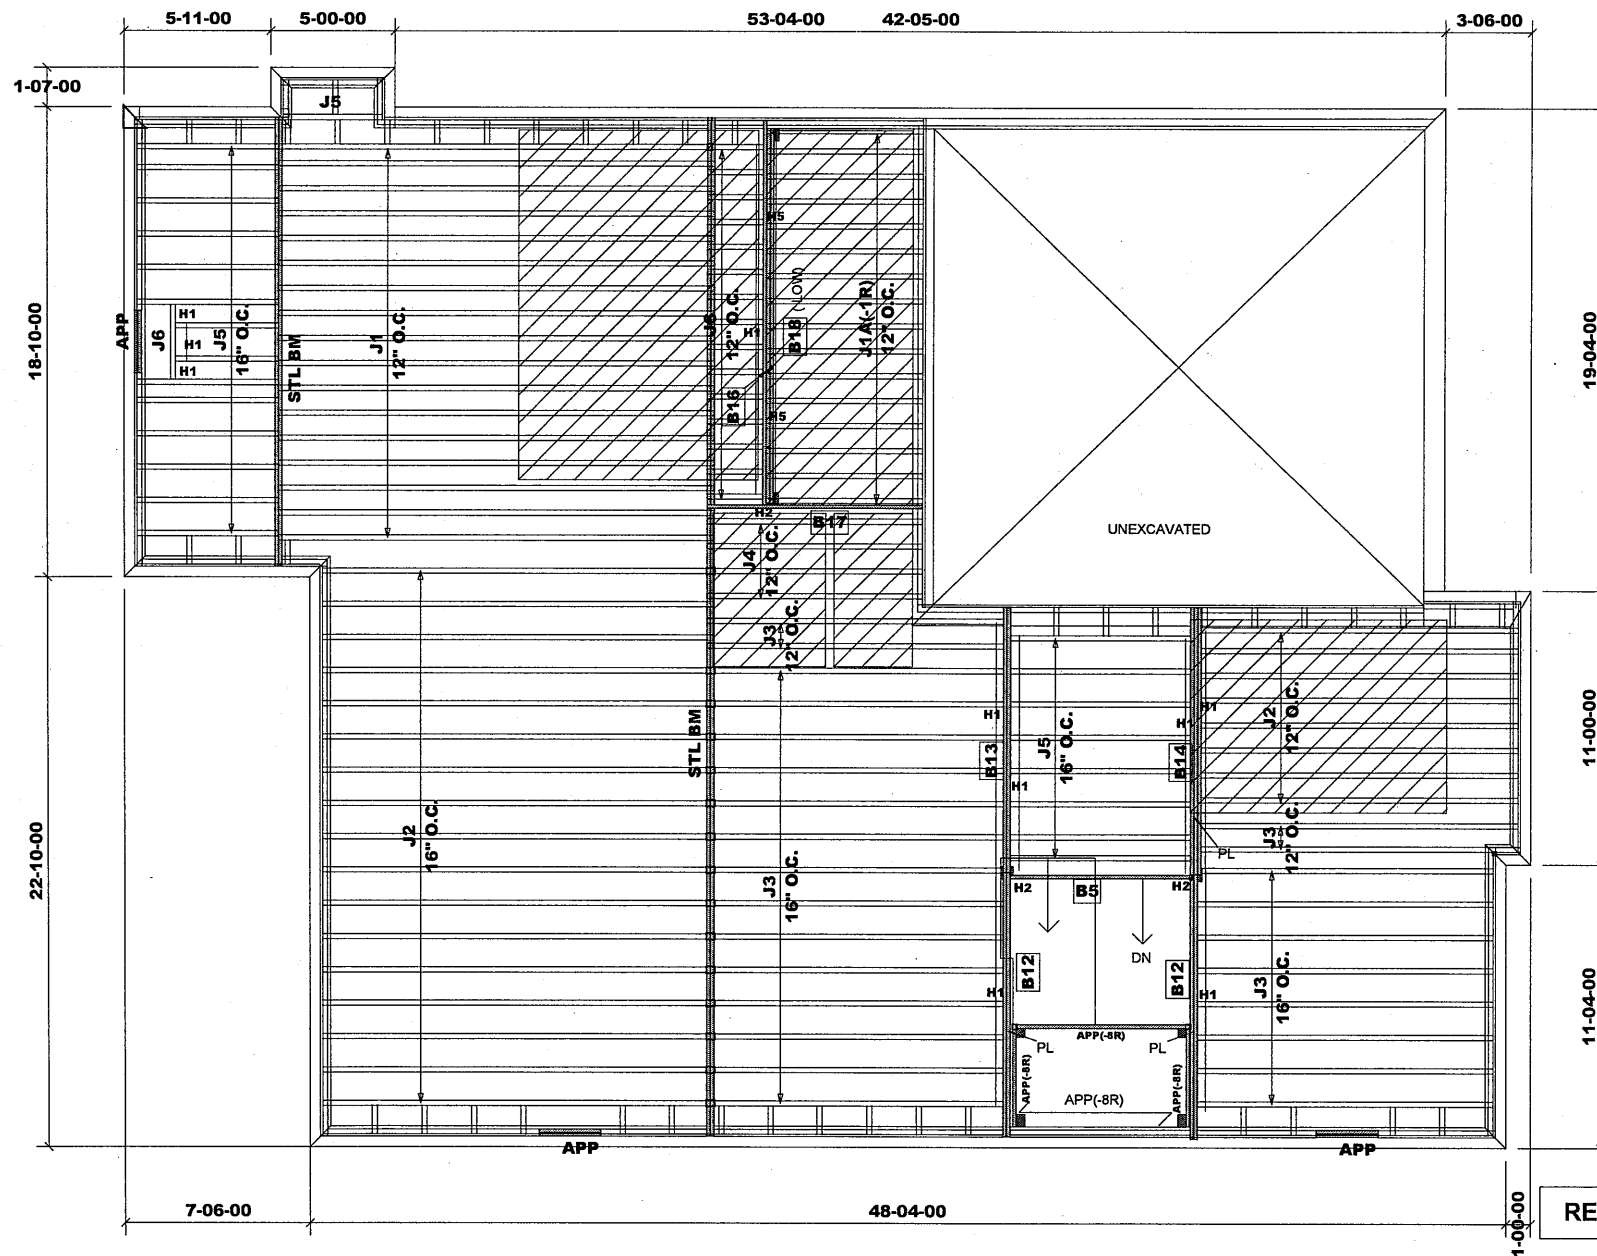 5-11-00
5-00-00
53-04-00
42-05-00
3-06-00
1-07-00
J5
18-10-00
APP
J6
H1
H1
H1
J5
16" O.C.
STL BM
J1
12" O.C.
12" O.C.
H5
(LOW)
B18
H1
B16
H5
J1A(-1R)
12" O.C.
19-04-00
UNEXCAVATED
H2
B17
J4
12" O.C.
J3
12" O.C.
STL BM
H1
B13
H1
J5
16" O.C.
H1
B14
H1
J2
12" O.C.
11-00-00
J3
12" O.C.
PL
22-10-00
J2
16" O.C.
J3
16" O.C.
H2
B5
H2
DN
B12
B12
H1
H1
J3
16" O.C.
11-04-00
APP(-8R)
PL
PL
APP(-8R)
APP(-8R)
APP(-8R)
APP
APP
7-06-00
48-04-00
1-00-00
RE